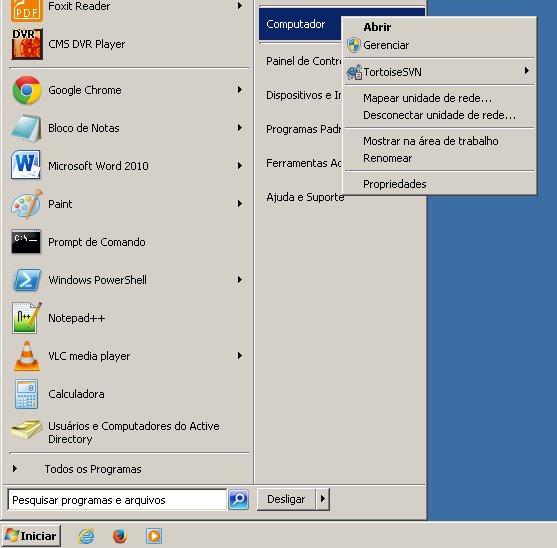 Foxit Reader
PDF
DVR
CMS DVR Player
Google Chrome
Bloco de Notas
Microsoft Word 2010
Paint
C:\_
Prompt de Comando
Windows PowerShell
Notepad++
VLC media player
Calculadora
Usuários e Computadores do Active
Directory
Todos os Programas
Pesquisar programas e arquivos
Computador
Painel de Contr
Dispositivos e I
Programas Padr
Ferramentas Ad
Ajuda e Suporte
Abrir
Gerenciar
TortoiseSVN
Mapear unidade de rede...
Desconectar unidade de rede...
Mostrar na área de trabalho
Renomear
Propriedades
Desligar
Iniciar